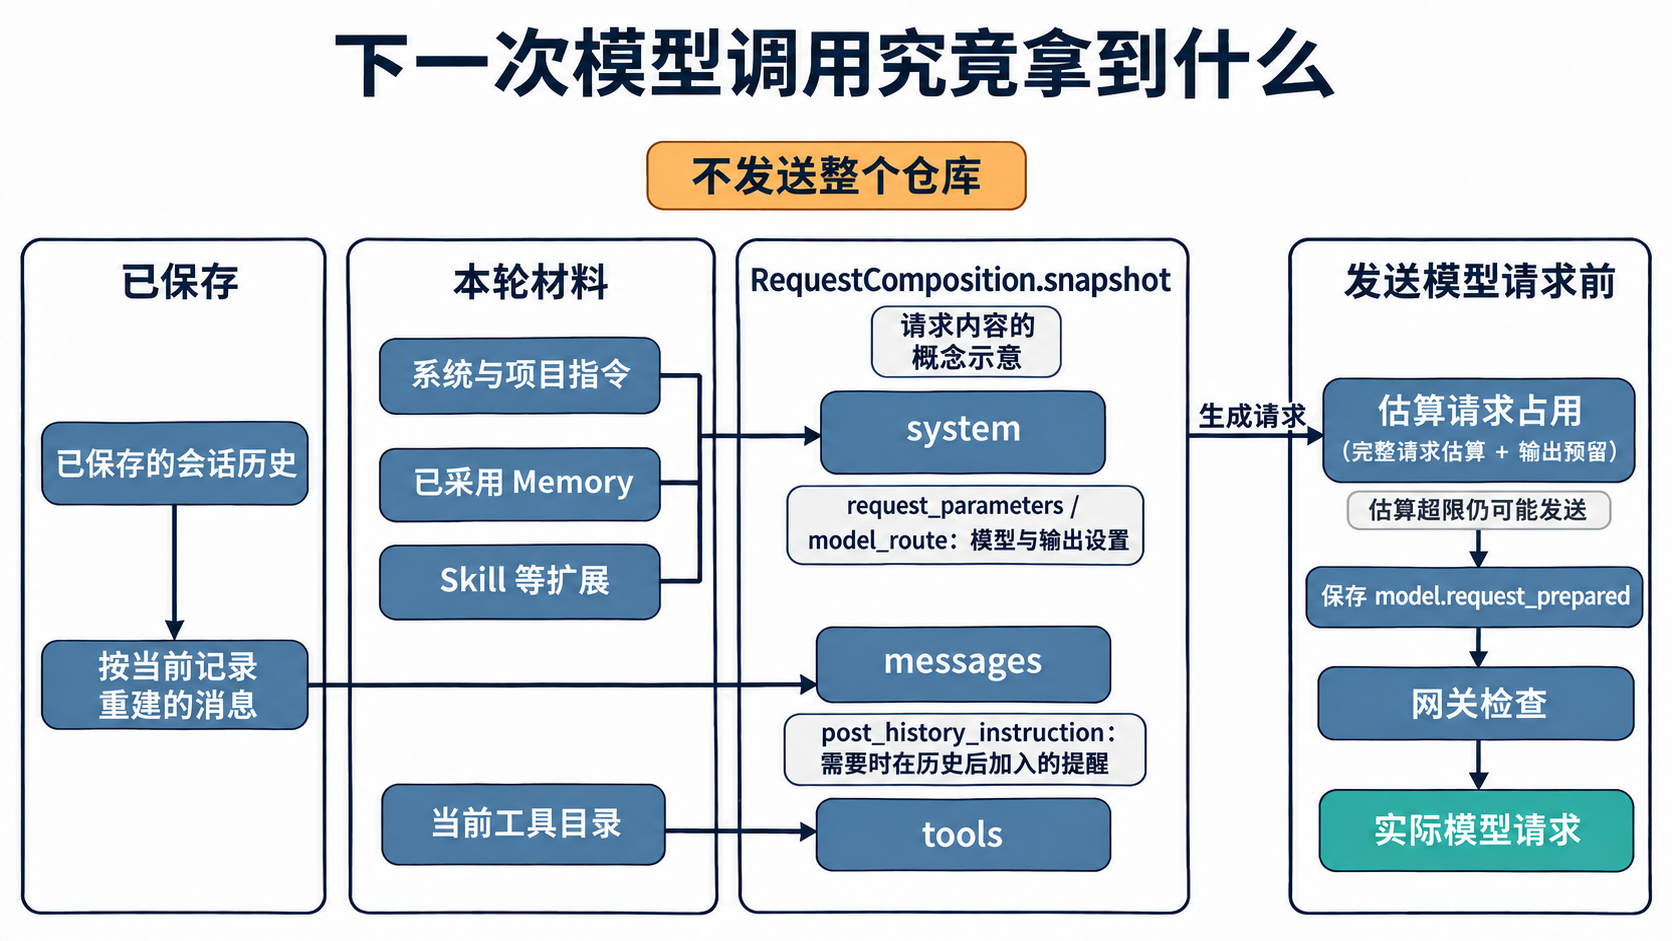 下一次模型调用究竟拿到什么
不发送整个仓库
已保存
已保存的会话历史
按当前记录
重建的消息
本轮材料
系统与项目指令
已采用 Memory
Skill 等扩展
当前工具目录
RequestComposition.snapshot
请求内容的
概念示意
system
request_parameters /
model_route：模型与输出设置
messages
post_history_instruction：
需要时在历史后加入的提醒
tools
生成请求
发送模型请求前
估算请求占用
（完整请求估算 + 输出预留）
估算超限仍可能发送
保存 model.request_prepared
网关检查
实际模型请求